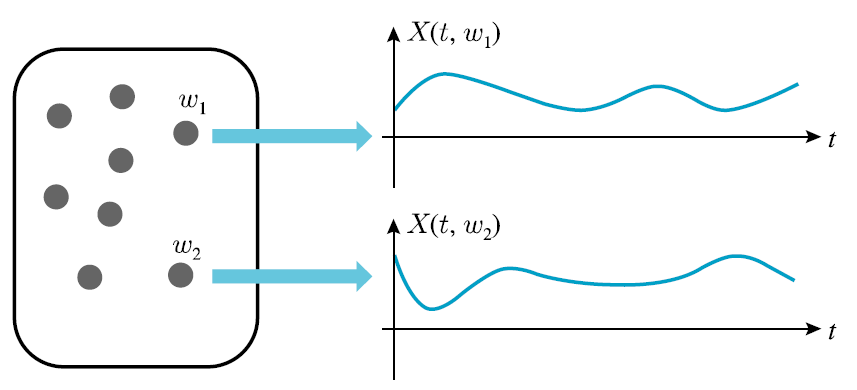 X(t, w₁)
w₁
t
X(t, w₂)
w₂
t